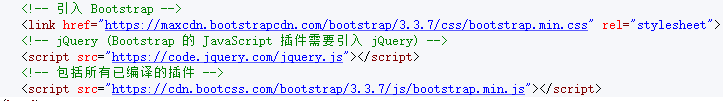 <!-- 引入 Bootstrap -->
<link href="https://maxcdn.bootstrapcdn.com/bootstrap/3.3.7/css/bootstrap.min.css" rel="stylesheet">
<!-- jQuery (Bootstrap 的 JavaScript 插件需要引入 jQuery) -->
<script src="https://code.jquery.com/jquery.js"></script>
<!-- 包括所有已编译的插件 -->
<script src="https://cdn.bootcss.com/bootstrap/3.3.7/js/bootstrap.min.js"></script>